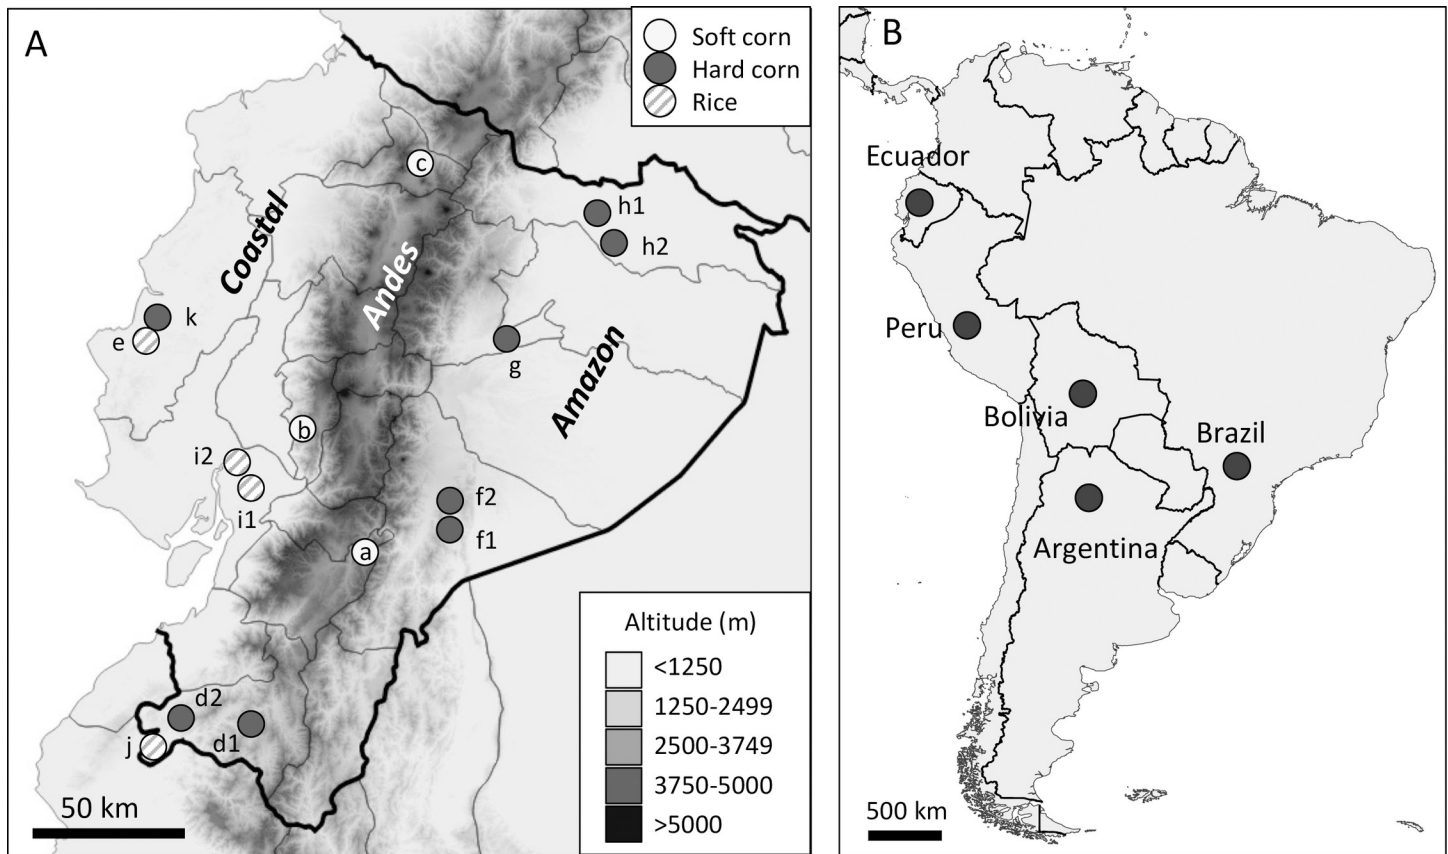 A
Soft corn
Hard corn
Rice
c
h1
h2
Coastal
Andes
Amazon
k
e
g
b
i2
i1
f2
f1
a
d2
d1
j
50 km
Altitude (m)
<1250
1250-2499
2500-3749
3750-5000
>5000
B
Ecuador
Peru
Bolivia
Brazil
Argentina
500 km